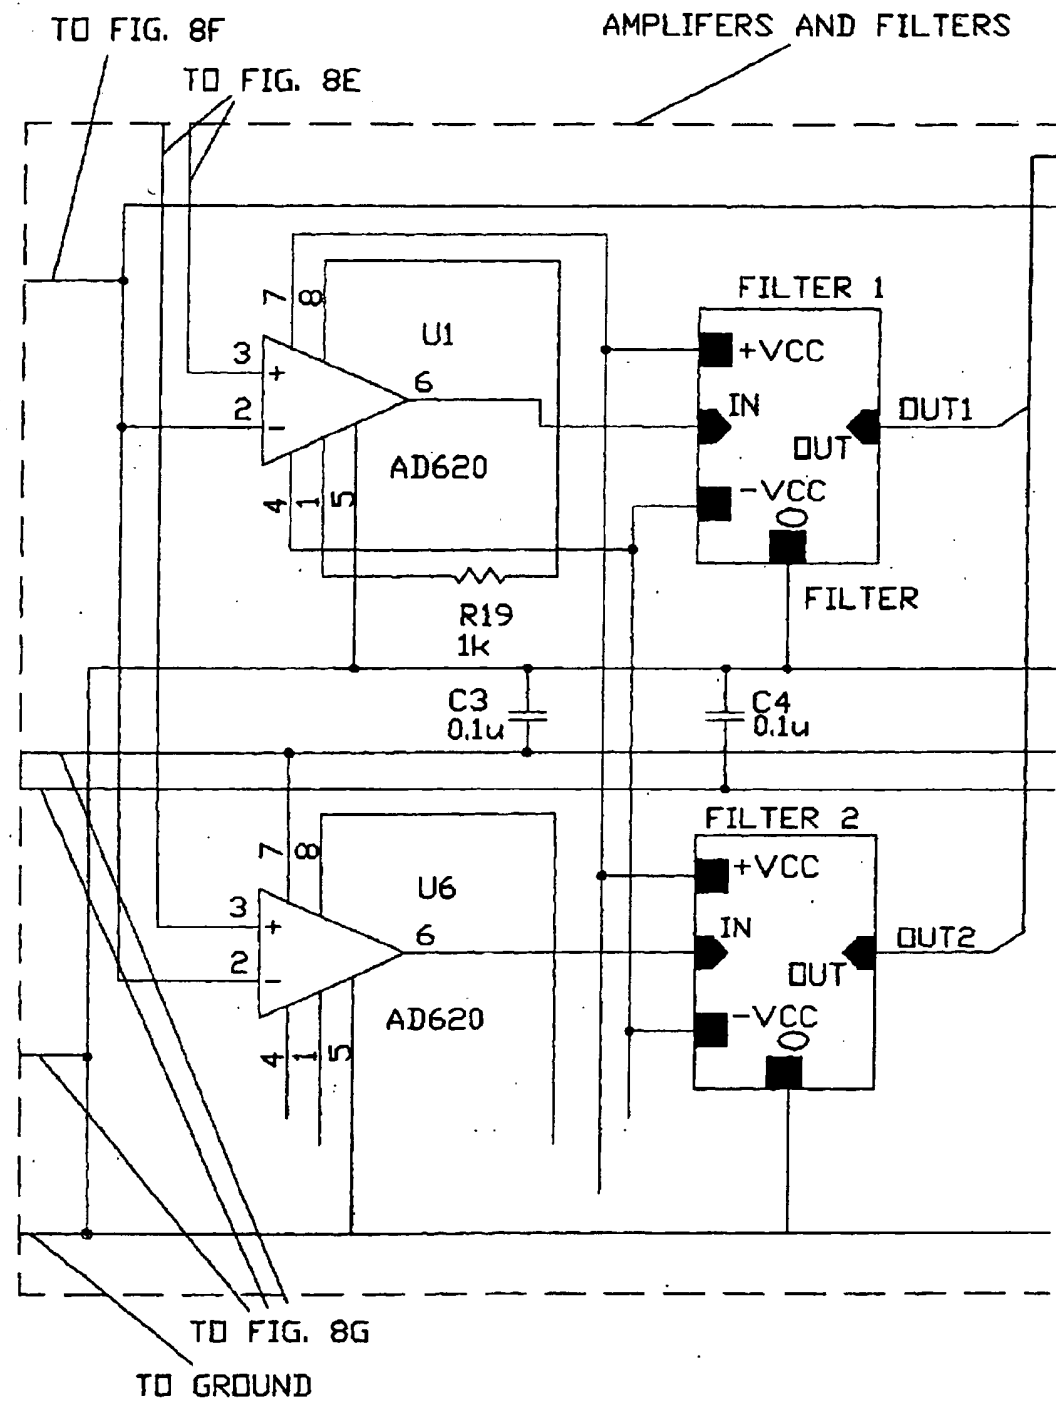 TO FIG. 8F
AMPLIFERS AND FILTERS
TO FIG. 8E
7
8
U1
3
+
2
-
6
AD620
4
1
5
R19
1k
FILTER 1
+VCC
IN
OUT
-VCC
OUT1
FILTER
C3
0.1u
C4
0.1u
7
8
U6
3
+
2
-
6
AD620
4
1
5
FILTER 2
+VCC
IN
OUT
-VCC
OUT2
TO FIG. 8G
TO GROUND